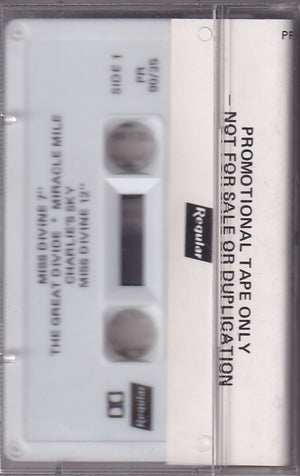 PROMOTIONAL TAPE ONLY
— NOT FOR SALE OR DUPLICATION
Regular
PR
SIDE 1
PR
90/35
MISS DIVINE 7"
THE GREAT DIVIDE * MIRACLE MILE
CHARLIE'S SKY
MISS DIVINE 12"
Regular